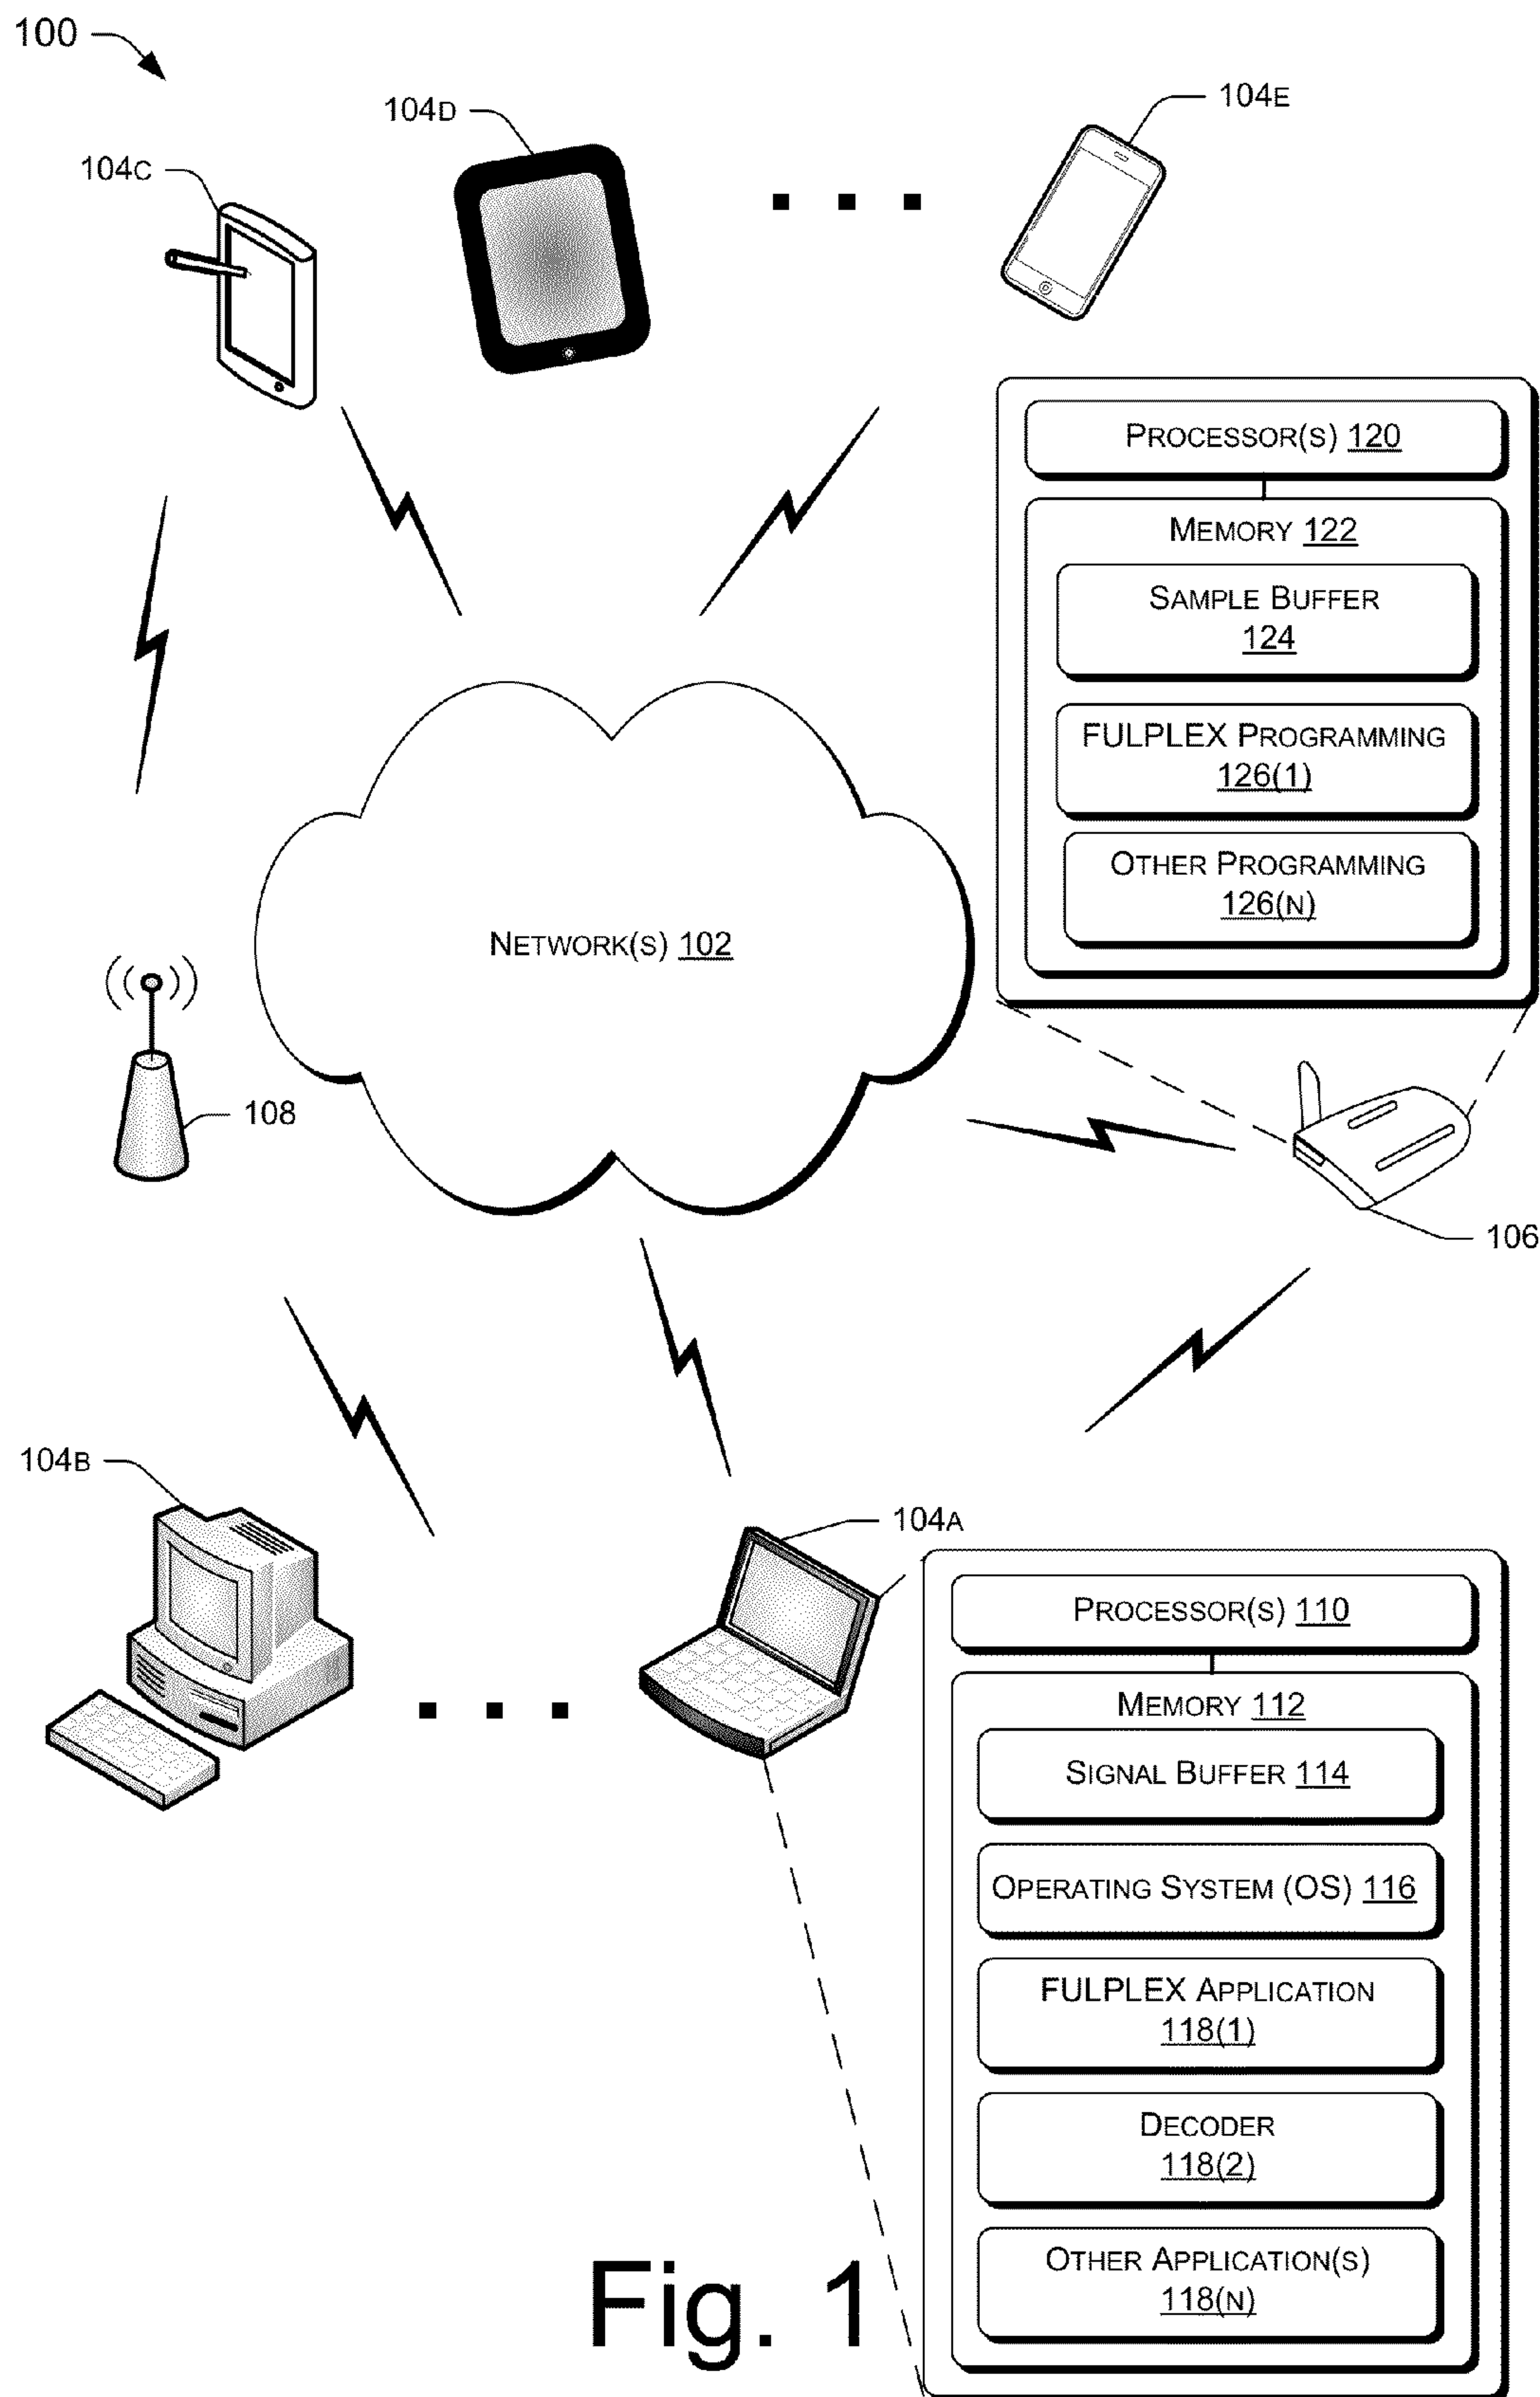 100
104D
104E
104C
PROCESSOR(S) 120
MEMORY 122
SAMPLE BUFFER
124
FULPLEX PROGRAMMING
126(1)
OTHER PROGRAMMING
126(N)
NETWORK(S) 102
108
106
104B
104A
PROCESSOR(S) 110
MEMORY 112
SIGNAL BUFFER 114
OPERATING SYSTEM (OS) 116
FULPLEX APPLICATION
118(1)
DECODER
118(2)
OTHER APPLICATION(S)
118(N)
Fig. 1